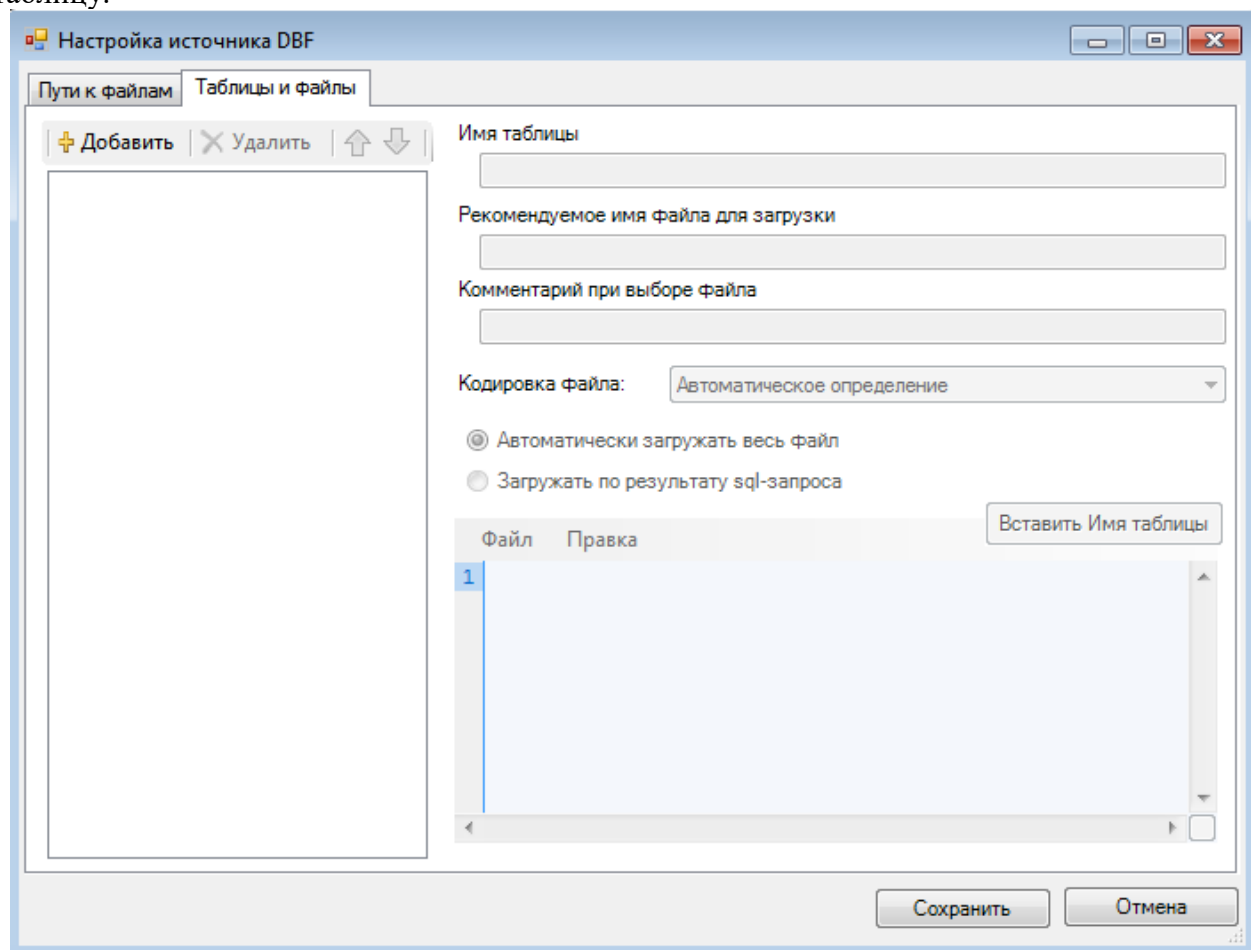 таблицу.
Настройка источника DBF
Пути к файлам Таблицы и файлы
Добавить Удалить
Имя таблицы
Рекомендуемое имя файла для загрузки
Комментарий при выборе файла
Кодировка файла: Автоматическое определение
Автоматически загружать весь файл
Загружать по результату sql-запроса
Вставить Имя таблицы
Файл Правка
1
Сохранить Отмена